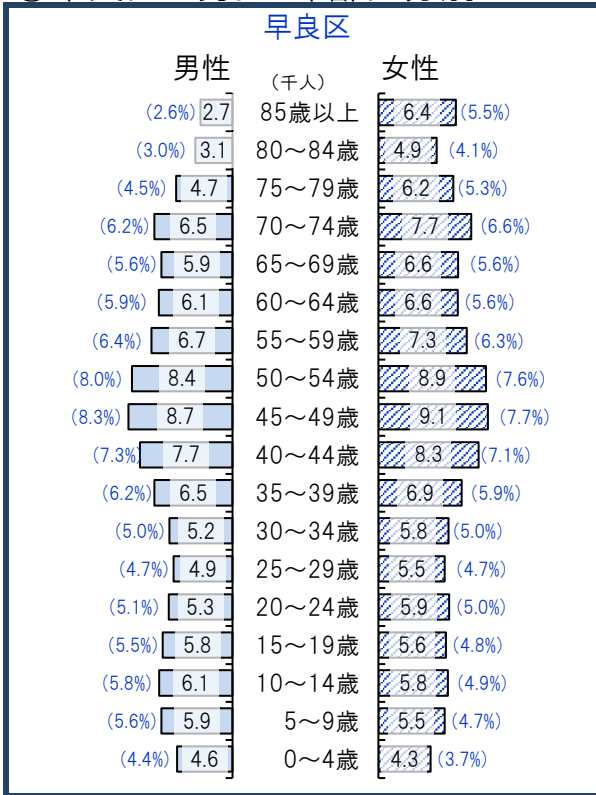 早良区
男性 (千人) 女性
(2.6%) 2.7 85歳以上 6.4 (5.5%)
(3.0%) 3.1 80～84歳 4.9 (4.1%)
(4.5%) 4.7 75～79歳 6.2 (5.3%)
(6.2%) 6.5 70～74歳 7.7 (6.6%)
(5.6%) 5.9 65～69歳 6.6 (5.6%)
(5.9%) 6.1 60～64歳 6.6 (5.6%)
(6.4%) 6.7 55～59歳 7.3 (6.3%)
(8.0%) 8.4 50～54歳 8.9 (7.6%)
(8.3%) 8.7 45～49歳 9.1 (7.7%)
(7.3%) 7.7 40～44歳 8.3 (7.1%)
(6.2%) 6.5 35～39歳 6.9 (5.9%)
(5.0%) 5.2 30～34歳 5.8 (5.0%)
(4.7%) 4.9 25～29歳 5.5 (4.7%)
(5.1%) 5.3 20～24歳 5.9 (5.0%)
(5.5%) 5.8 15～19歳 5.6 (4.8%)
(5.8%) 6.1 10～14歳 5.8 (4.9%)
(5.6%) 5.9 5～9歳 5.5 (4.7%)
(4.4%) 4.6 0～4歳 4.3 (3.7%)